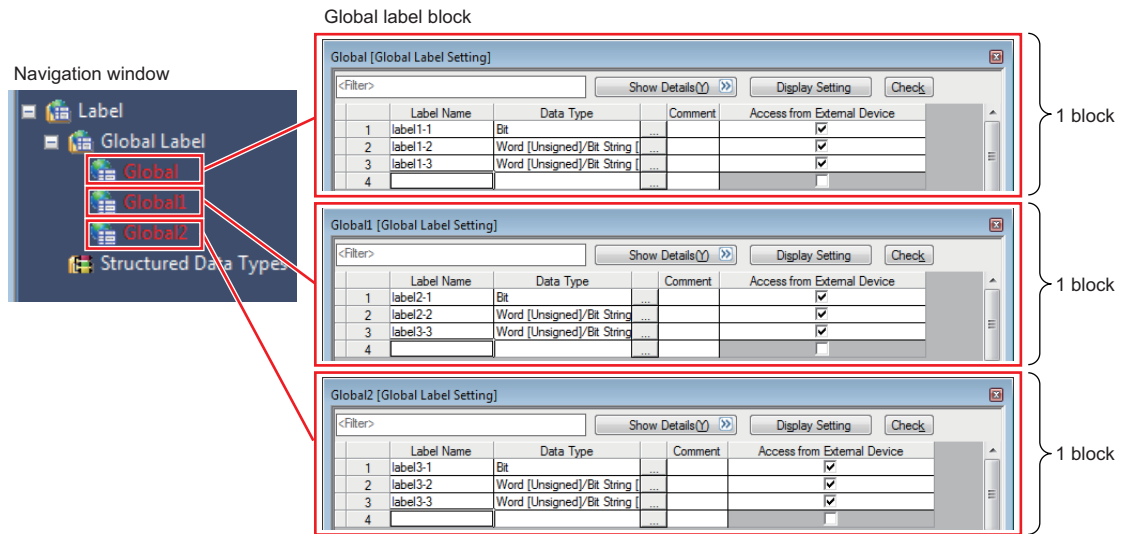 Global label block
Navigation window
Label
Global Label
Global
Global1
Global2
Structured Data Types
Global [Global Label Setting]
<Filter>
Show Details(Y)
Display Setting
Check
Label Name Data Type Comment Access from External Device
1 label1-1 Bit ...
2 label1-2 Word [Unsigned]/Bit String [ ...
3 label1-3 Word [Unsigned]/Bit String [ ...
4 ...
1 block
Global1 [Global Label Setting]
<Filter>
Show Details(Y)
Display Setting
Check
Label Name Data Type Comment Access from External Device
1 label2-1 Bit ...
2 label2-2 Word [Unsigned]/Bit String ...
3 label3-3 Word [Unsigned]/Bit String ...
4 ...
1 block
Global2 [Global Label Setting]
<Filter>
Show Details(Y)
Display Setting
Check
Label Name Data Type Comment Access from External Device
1 label3-1 Bit ...
2 label3-2 Word [Unsigned]/Bit String [ ...
3 label3-3 Word [Unsigned]/Bit String [ ...
4 ...
1 block